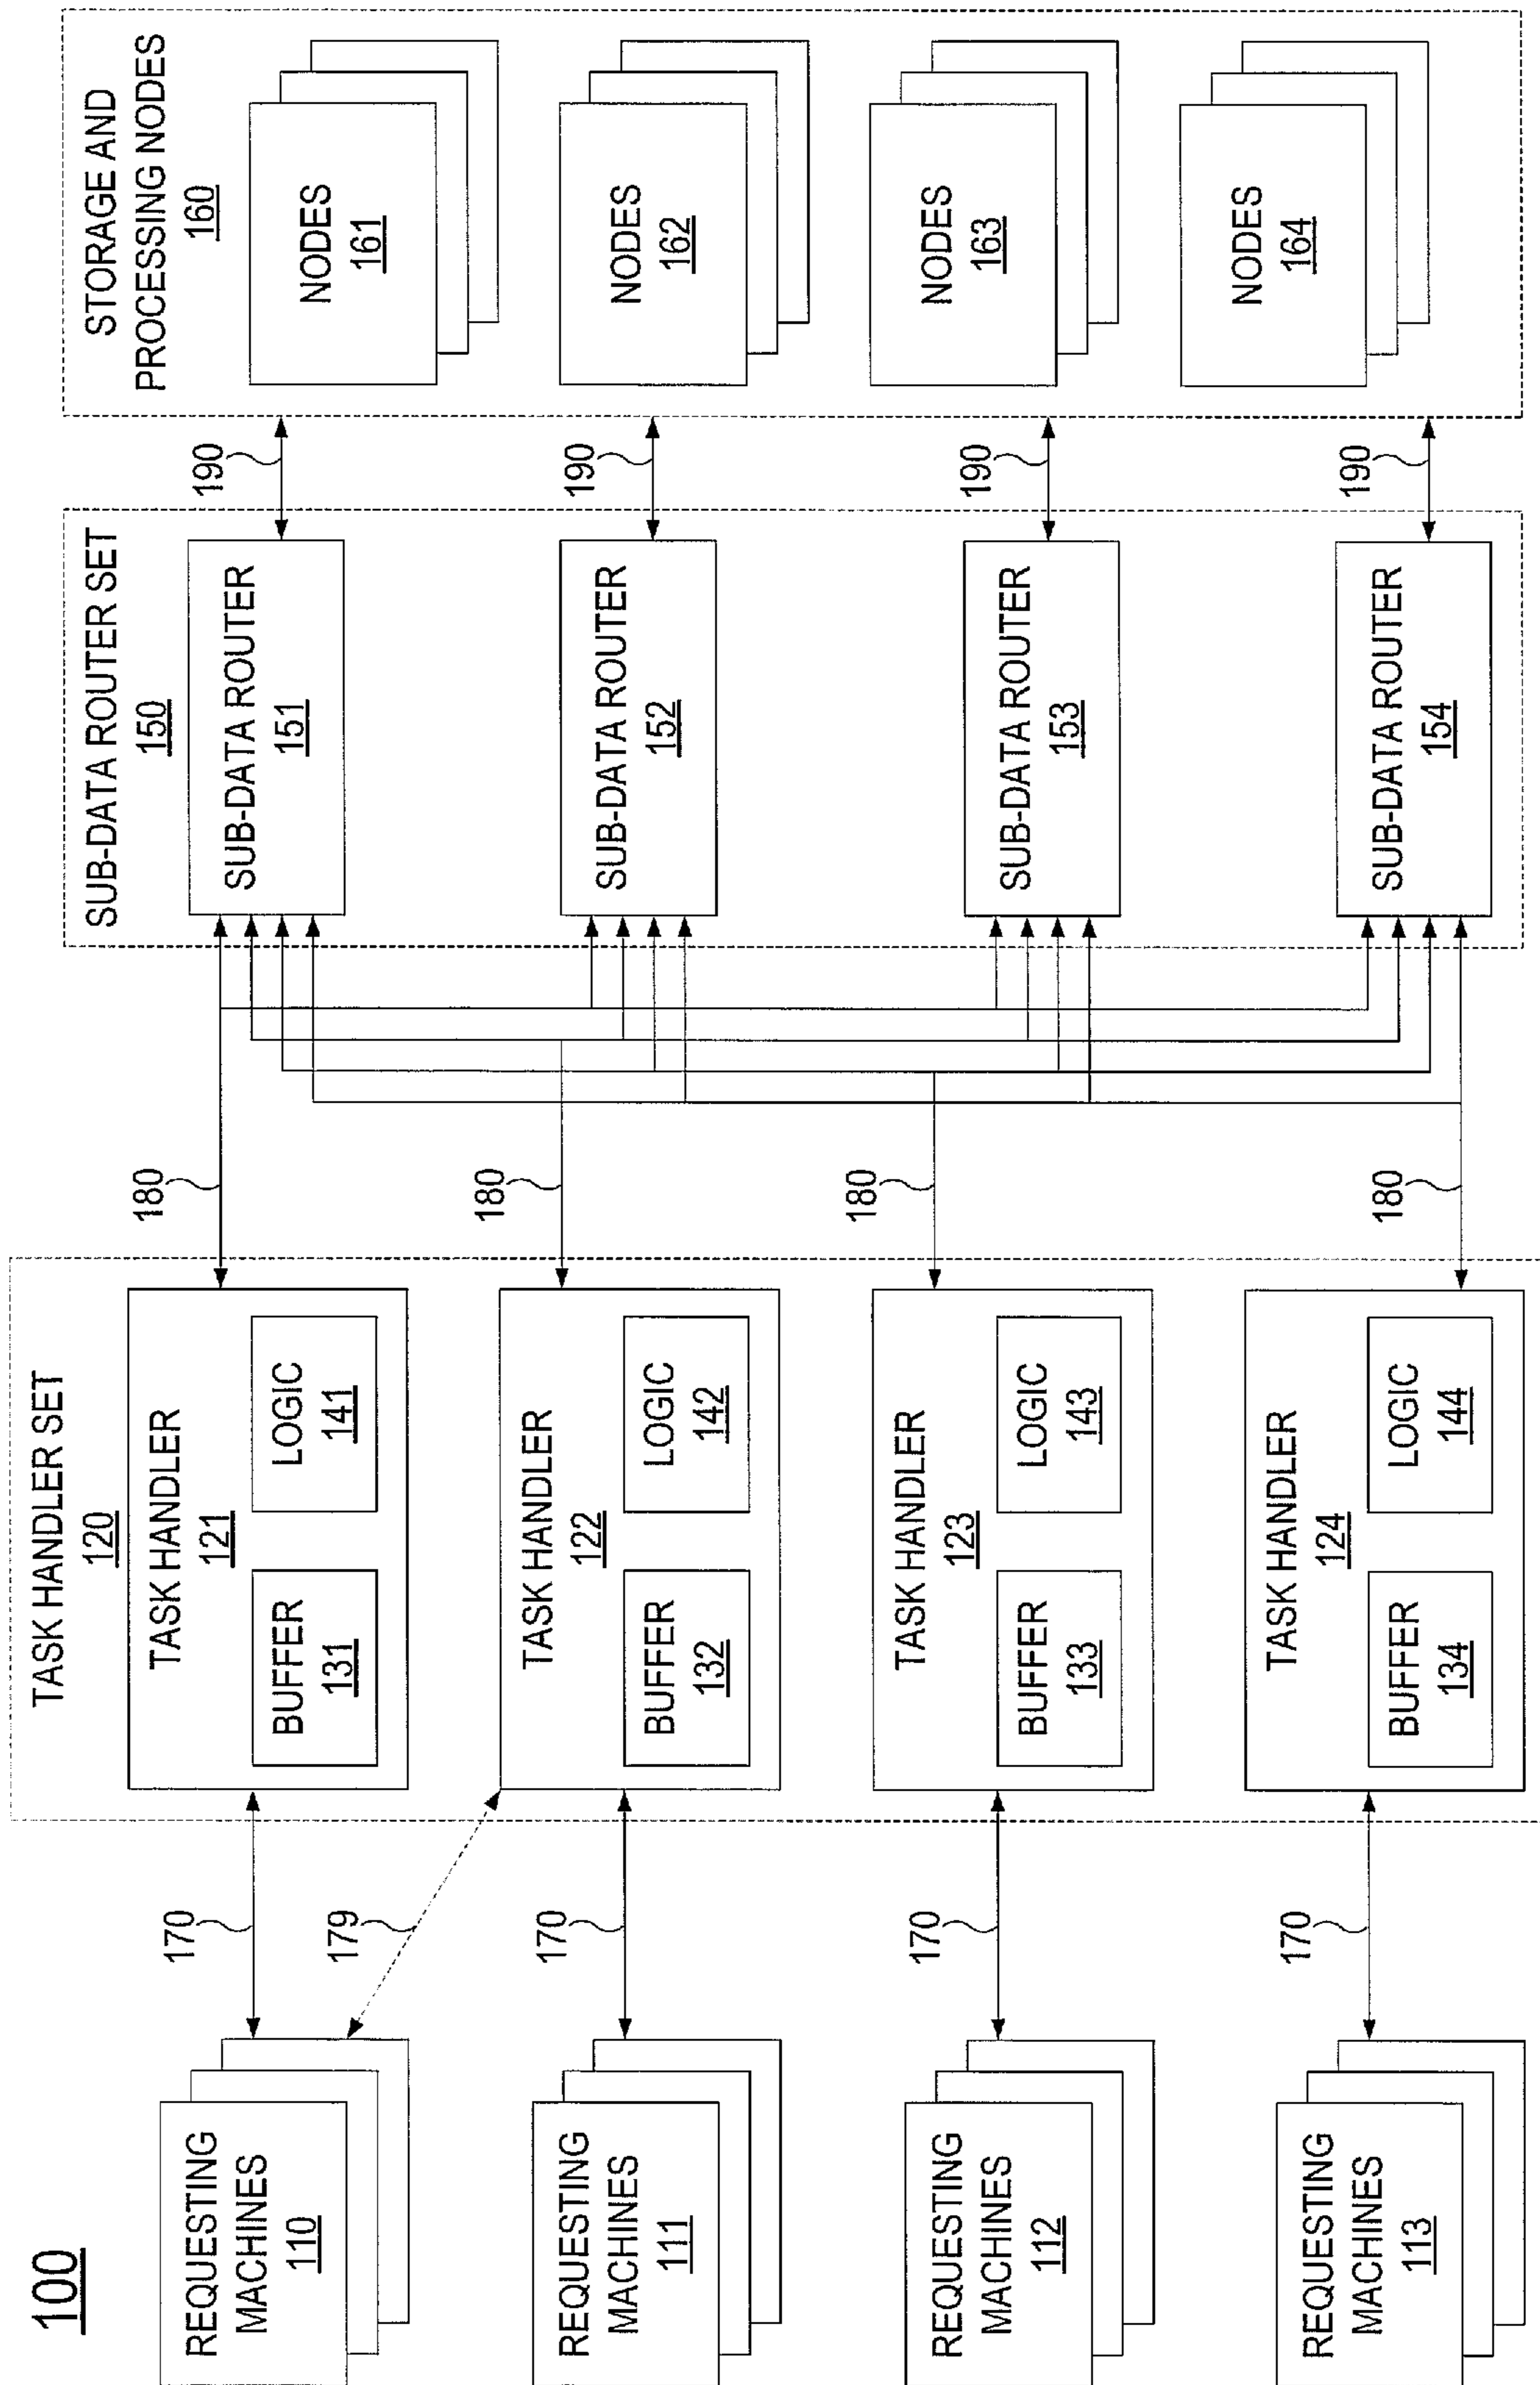 100
REQUESTING
MACHINES
110
REQUESTING
MACHINES
111
REQUESTING
MACHINES
112
REQUESTING
MACHINES
113
170
179
170
170
170
TASK HANDLER SET
120
TASK HANDLER
121
BUFFER
131
LOGIC
141
TASK HANDLER
122
BUFFER
132
LOGIC
142
TASK HANDLER
123
BUFFER
133
LOGIC
143
TASK HANDLER
124
BUFFER
134
LOGIC
144
180
180
180
180
SUB-DATA ROUTER SET
150
SUB-DATA ROUTER
151
SUB-DATA ROUTER
152
SUB-DATA ROUTER
153
SUB-DATA ROUTER
154
190
190
190
190
STORAGE AND
PROCESSING NODES
160
NODES
161
NODES
162
NODES
163
NODES
164